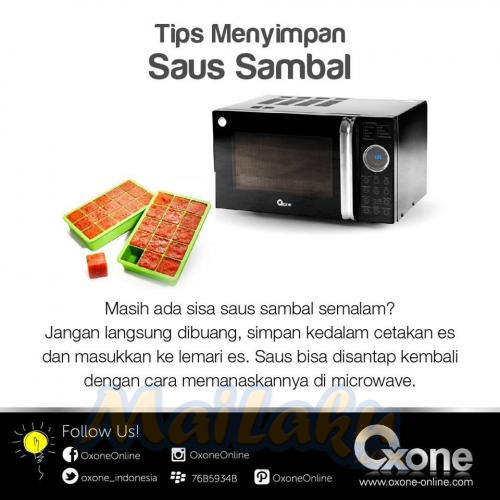 Tips Menyimpan
Saus Sambal
Oxone
Masih ada sisa saus sambal semalam?
Jangan langsung dibuang, simpan kedalam cetakan es
dan masukkan ke lemari es. Saus bisa disantap kembali
dengan cara memanaskannya di microwave.
MaiLaku
Follow Us!
OxoneOnline
OxoneOnline
oxone_indonesia
76B5934B
OxoneOnline
Oxone
www.oxone-online.com